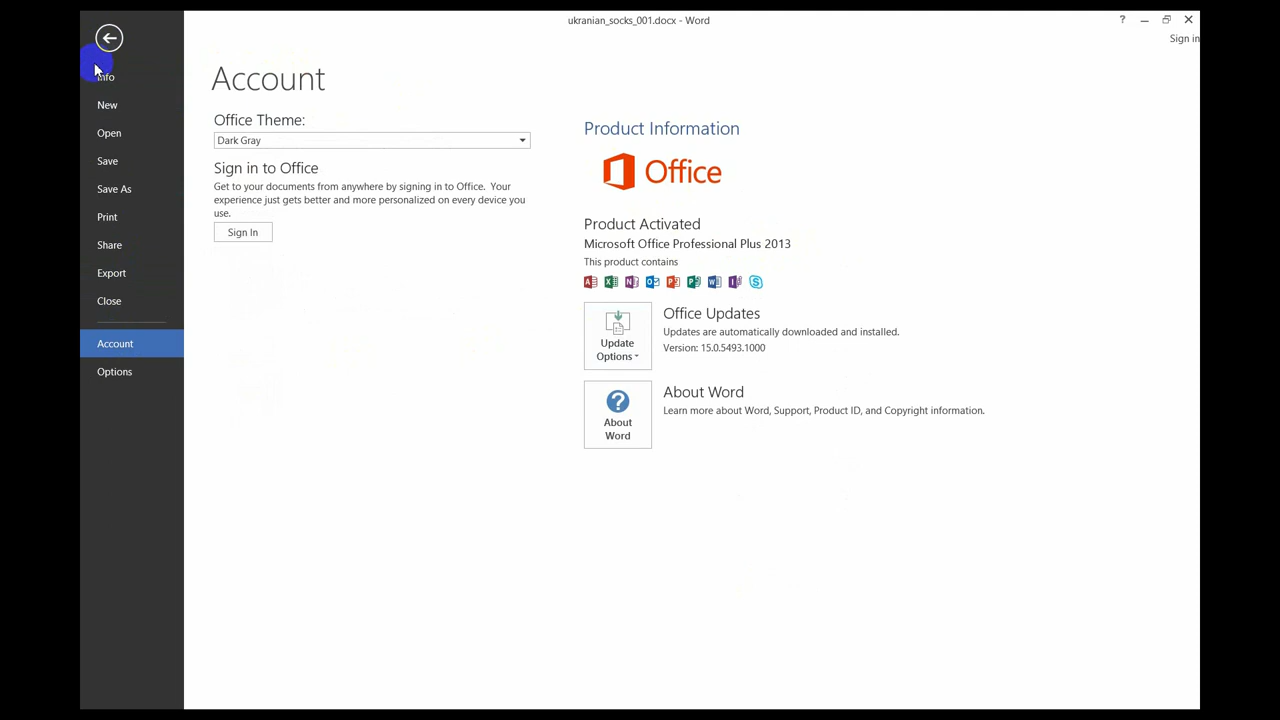 ukranian_socks_001.docx - Word
?
Sign in
Info
New
Open
Save
Save As
Print
Share
Export
Close
Account
Options
Account
Office Theme:
Dark Gray
Sign in to Office
Get to your documents from anywhere by signing in to Office. Your
experience just gets better and more personalized on every device you
use.
Sign In
Product Information
Office
Product Activated
Microsoft Office Professional Plus 2013
This product contains
Update
Options
Office Updates
Updates are automatically downloaded and installed.
Version: 15.0.5493.1000
?
About
Word
About Word
Learn more about Word, Support, Product ID, and Copyright information.